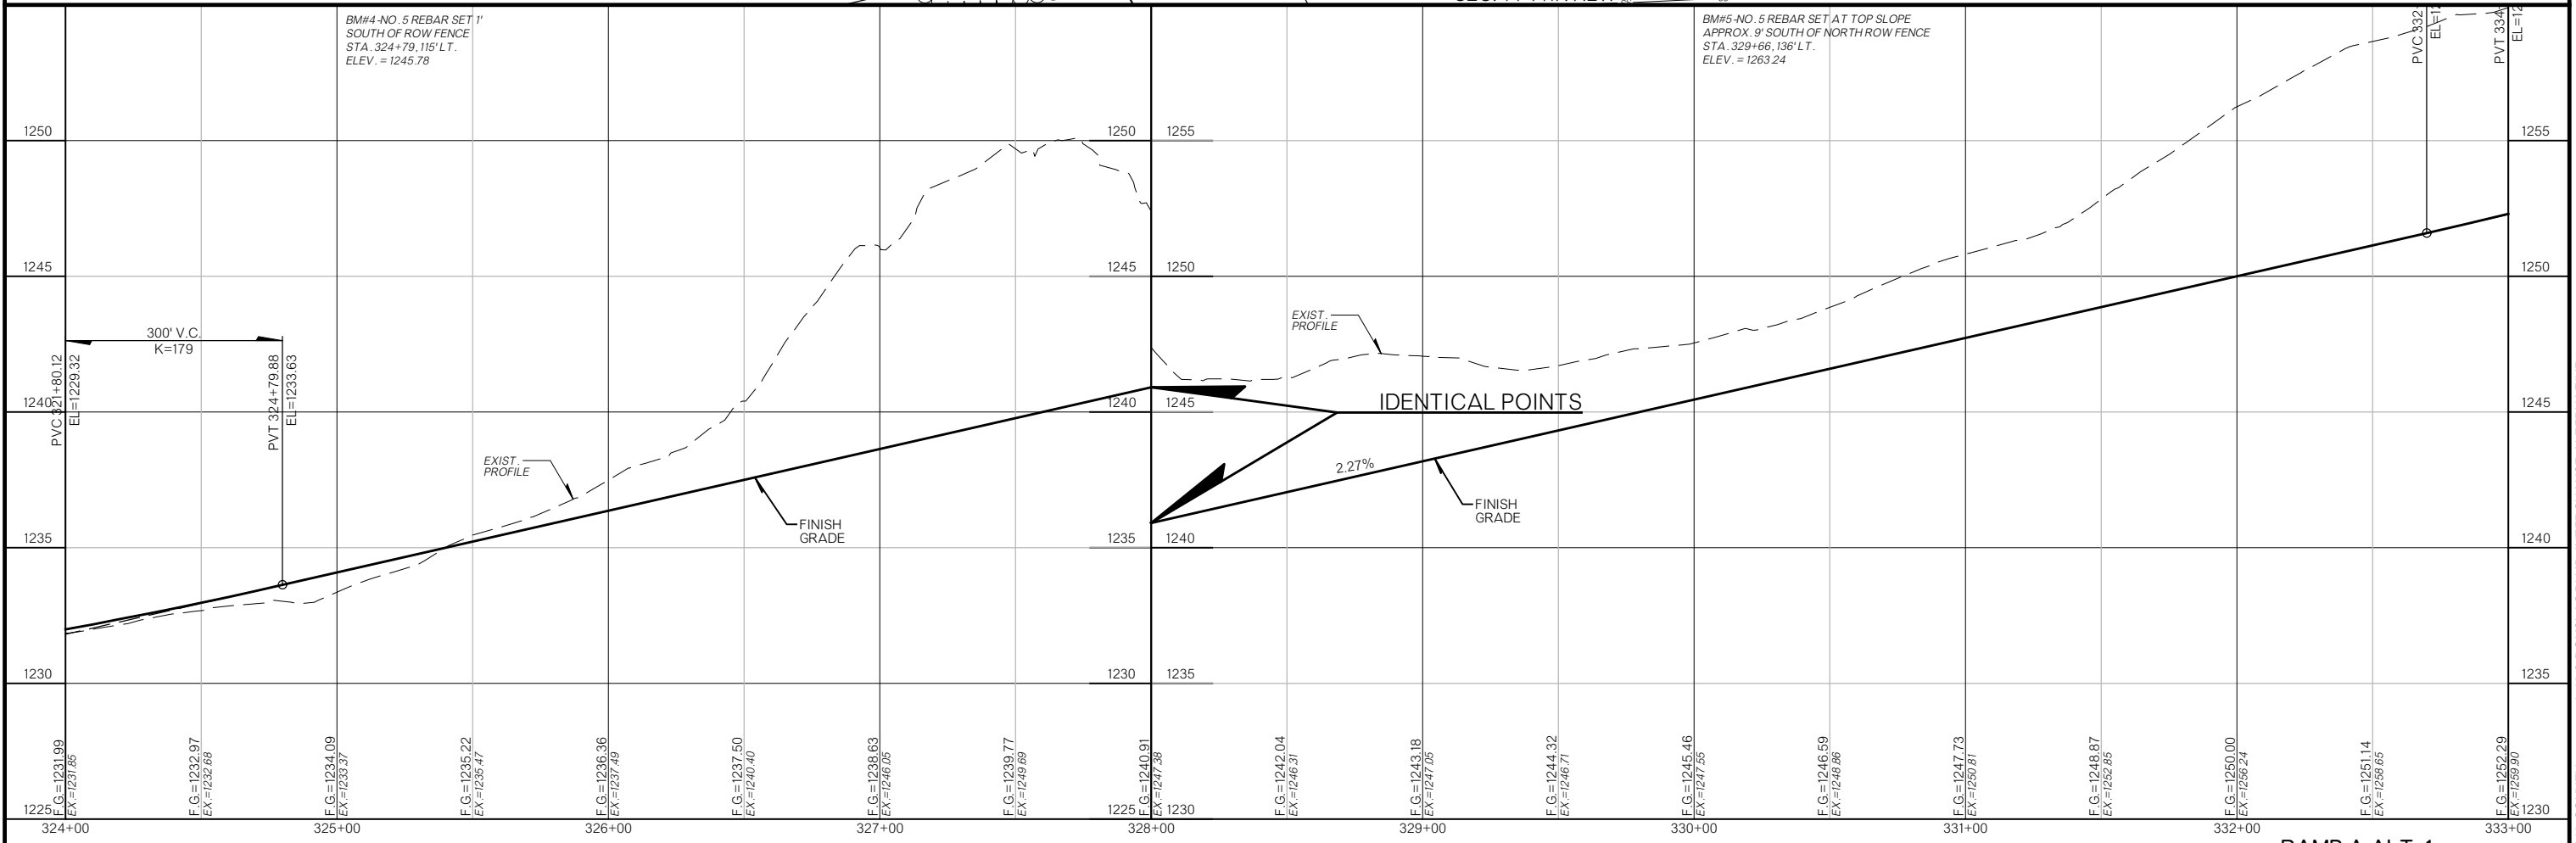 BM#4-NO. 5 REBAR SET 1'
SOUTH OF ROW FENCE
STA. 324+79, 115' LT.
ELEV. = 1245.78
BM#5-NO. 5 REBAR SET AT TOP SLOPE
APPROX. 9' SOUTH OF NORTH ROW FENCE
STA. 329+66, 136' LT.
ELEV. = 1263.24
PVC 332
EL=12
PVT 334
EL=12
1250
1250
1255
1255
1245
1245
1250
1250
300' V.C.
K=179
PVC 321+80.12
EL=1229.32
PVT 324+79.88
EL=1233.63
EXIST.
PROFILE
1240
1240
1245
1245
IDENTICAL POINTS
EXIST.
PROFILE
2.27%
FINISH
GRADE
FINISH
GRADE
1235
1235
1240
1240
1230
1230
1235
1235
F.G.=1231.99
EX.=1231.85
F.G.=1232.97
EX.=1232.68
F.G.=1234.09
EX.=1233.37
F.G.=1235.22
EX.=1235.47
F.G.=1236.36
EX.=1237.49
F.G.=1237.50
EX.=1240.40
F.G.=1238.63
EX.=1246.05
F.G.=1239.77
EX.=1249.69
F.G.=1240.91
EX.=1247.38
F.G.=1242.04
EX.=1246.31
F.G.=1243.18
EX.=1247.05
F.G.=1244.32
EX.=1246.71
F.G.=1245.46
EX.=1247.55
F.G.=1246.59
EX.=1248.86
F.G.=1247.73
EX.=1250.81
F.G.=1248.87
EX.=1252.85
F.G.=1250.00
EX.=1256.24
F.G.=1251.14
EX.=1258.65
F.G.=1252.29
EX.=1259.90
1225
1225
1230
1230
324+00
325+00
326+00
327+00
328+00
329+00
330+00
331+00
332+00
333+00
RAMP A ALT. 1